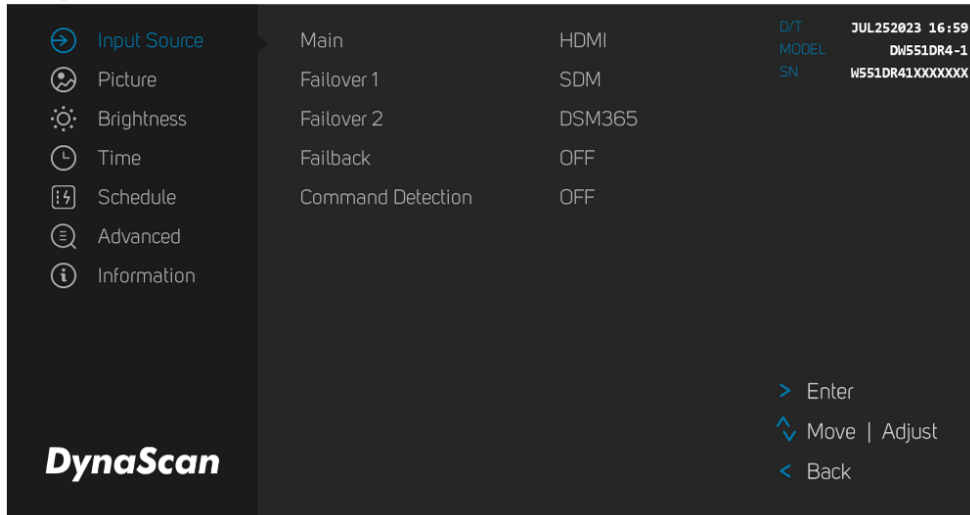 Input Source
Picture
Brightness
Time
Schedule
Advanced
Information
DynaScan
Main HDMI
Failover 1 SDM
Failover 2 DSM365
Failback OFF
Command Detection OFF
D/T JUL252023 16:59
MODEL DW551DR4-1
SN W551DR41XXXXXXX
> Enter
Move | Adjust
< Back